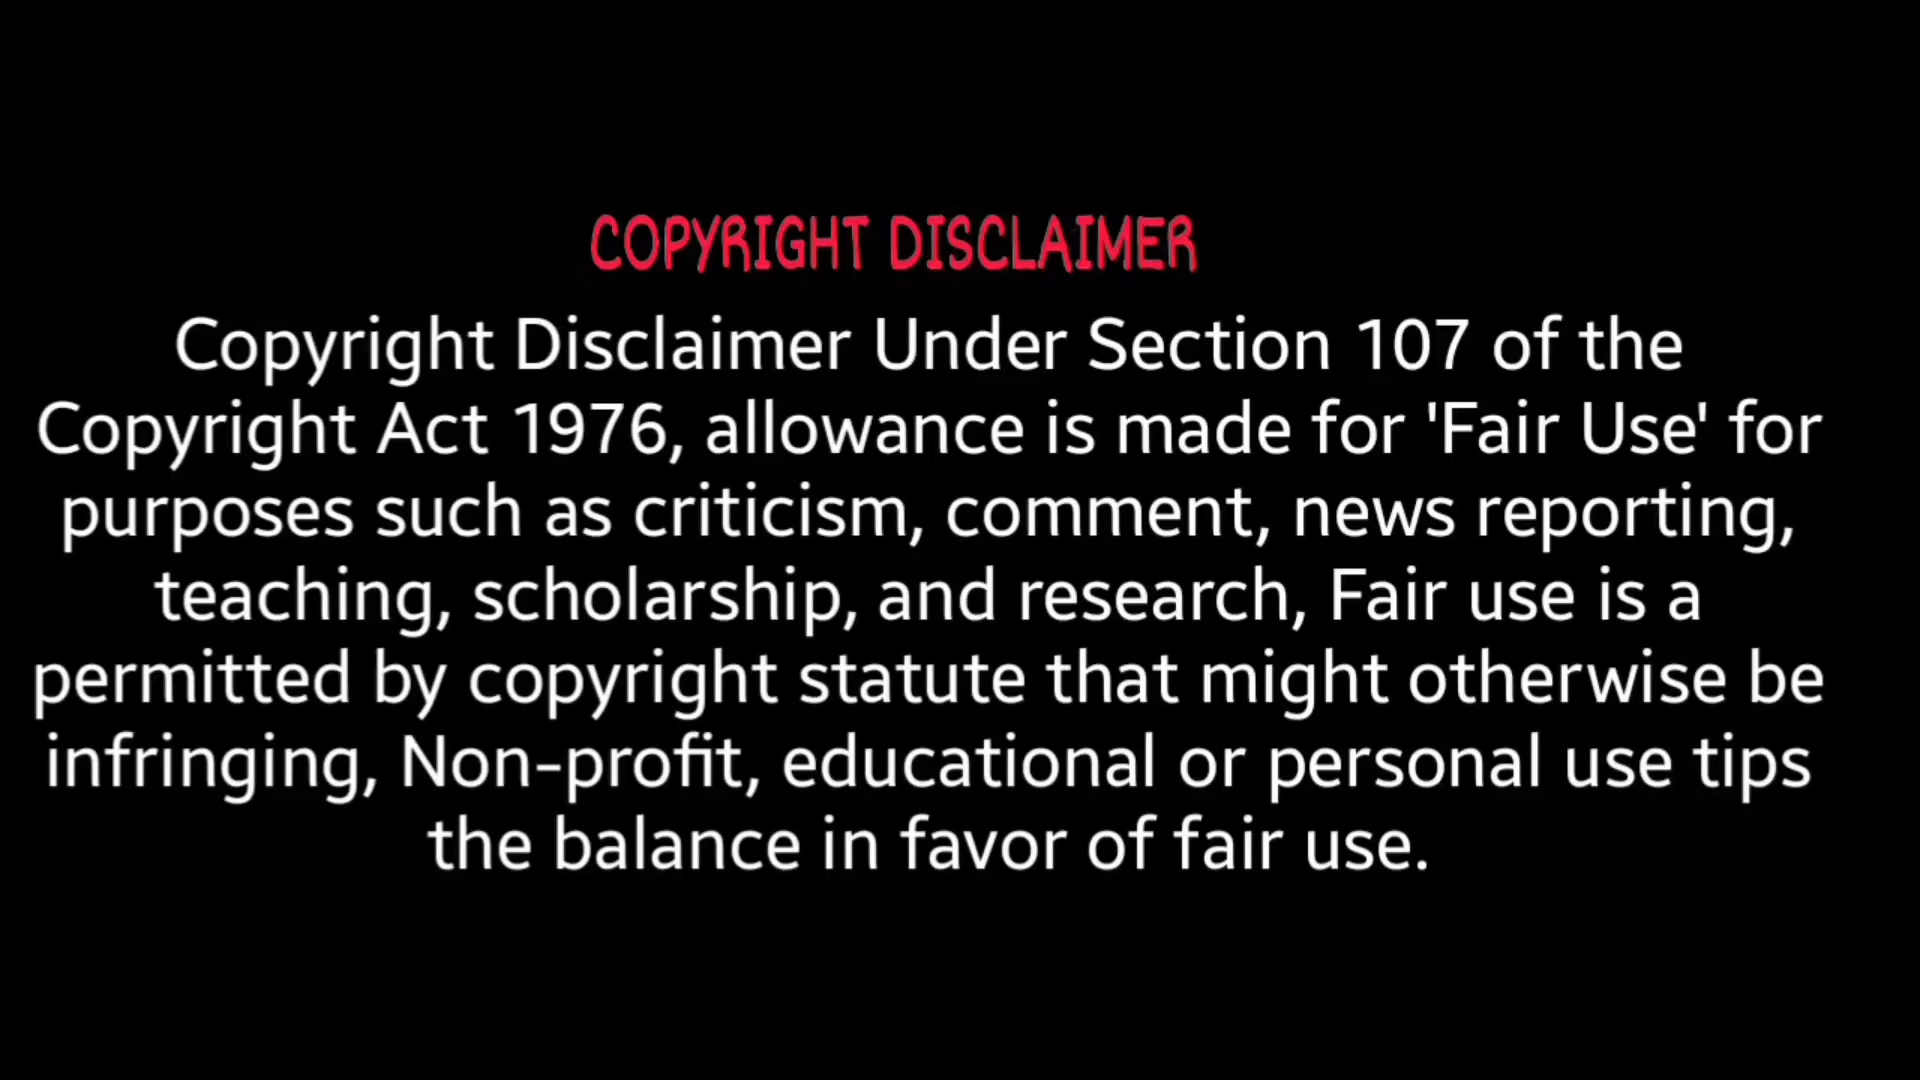 COPYRIGHT DISCLAIMER
Copyright Disclaimer Under Section 107 of the
Copyright Act 1976, allowance is made for 'Fair Use' for
purposes such as criticism, comment, news reporting,
teaching, scholarship, and research, Fair use is a
permitted by copyright statute that might otherwise be
infringing, Non-profit, educational or personal use tips
the balance in favor of fair use.